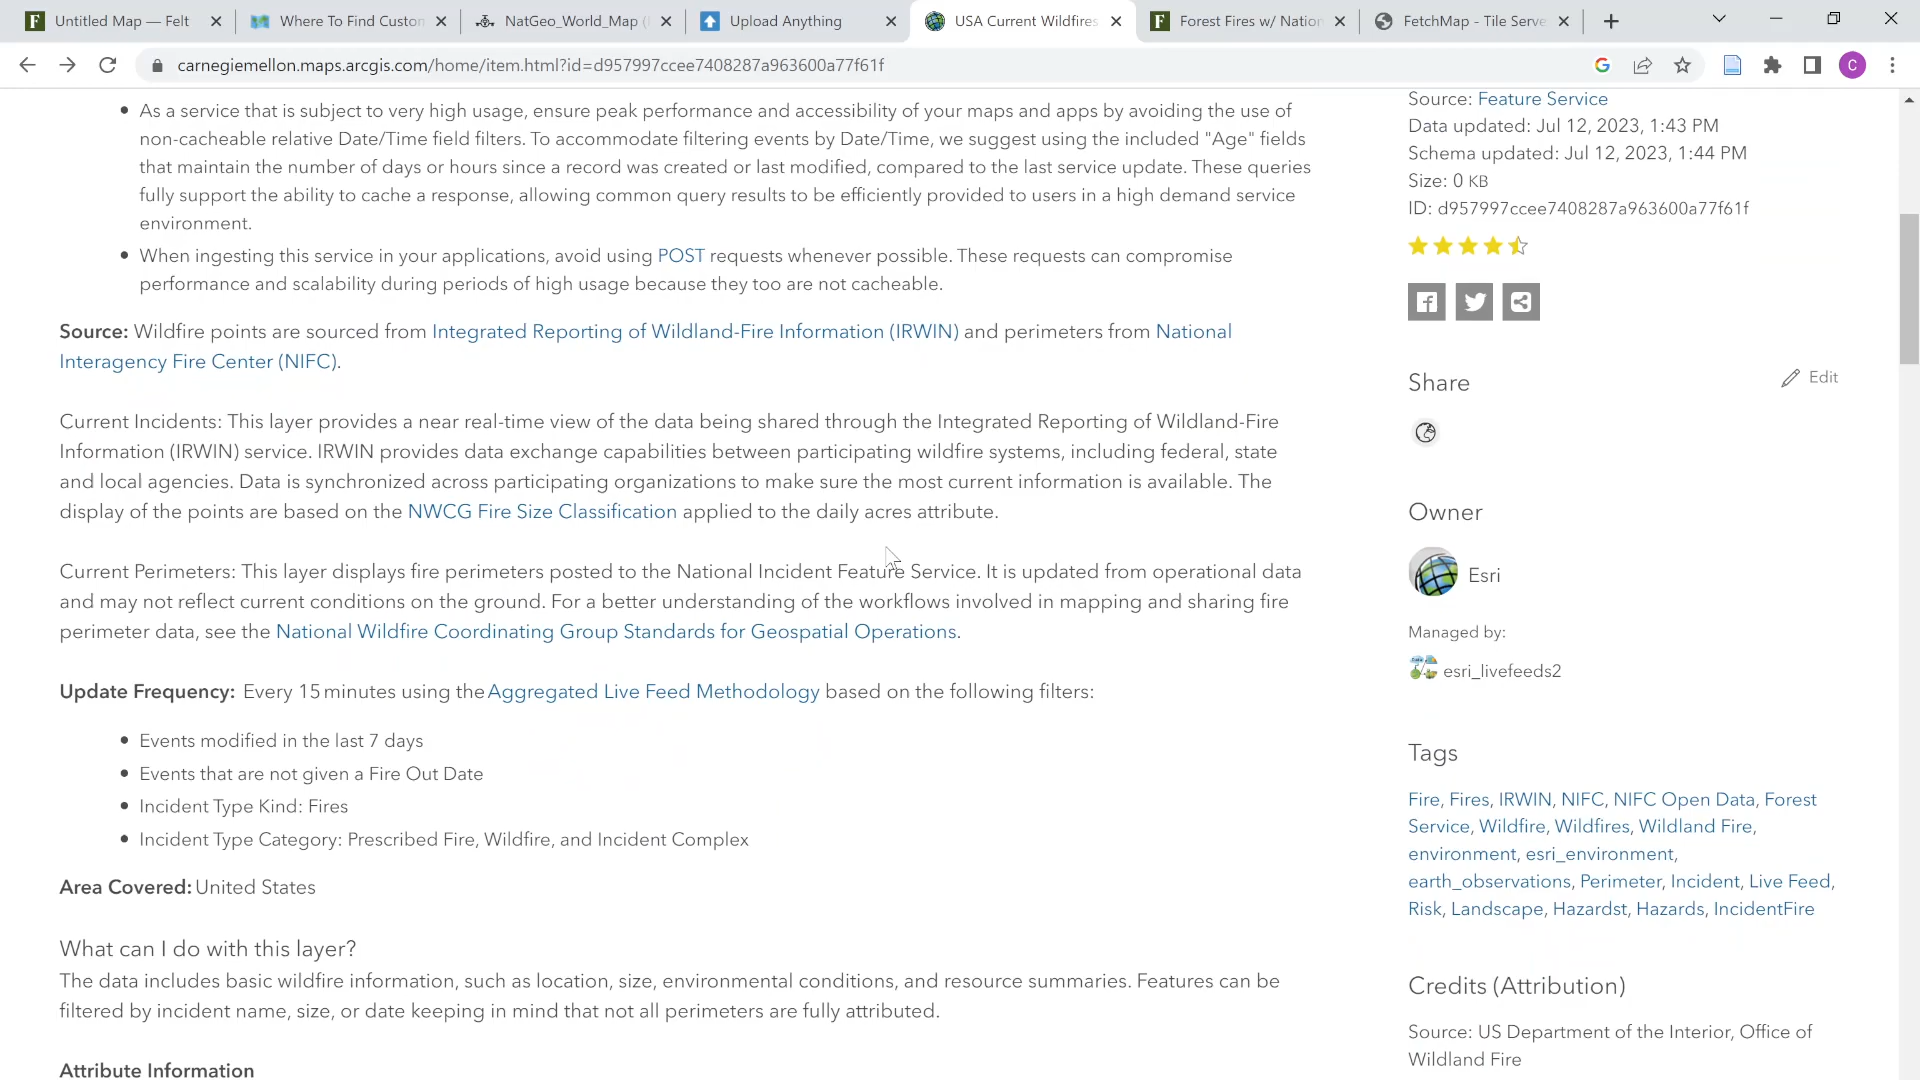 Untitled Map — Felt
Where To Find Custon
NatGeo_World_Map (
Upload Anything
USA Current Wildfires
Forest Fires w/ Nation
FetchMap - Tile Serve
carnegiemellon.maps.arcgis.com/home/item.html?id=d957997ccee7408287a963600a77f61f
C
• As a service that is subject to very high usage, ensure peak performance and accessibility of your maps and apps by avoiding the use of
non-cacheable relative Date/Time field filters. To accommodate filtering events by Date/Time, we suggest using the included "Age" fields
that maintain the number of days or hours since a record was created or last modified, compared to the last service update. These queries
fully support the ability to cache a response, allowing common query results to be efficiently provided to users in a high demand service
environment.
• When ingesting this service in your applications, avoid using POST requests whenever possible. These requests can compromise
performance and scalability during periods of high usage because they too are not cacheable.
Source: Wildfire points are sourced from Integrated Reporting of Wildland-Fire Information (IRWIN) and perimeters from National
Interagency Fire Center (NIFC).
Current Incidents: This layer provides a near real-time view of the data being shared through the Integrated Reporting of Wildland-Fire
Information (IRWIN) service. IRWIN provides data exchange capabilities between participating wildfire systems, including federal, state
and local agencies. Data is synchronized across participating organizations to make sure the most current information is available. The
display of the points are based on the NWCG Fire Size Classification applied to the daily acres attribute.
Current Perimeters: This layer displays fire perimeters posted to the National Incident Feature Service. It is updated from operational data
and may not reflect current conditions on the ground. For a better understanding of the workflows involved in mapping and sharing fire
perimeter data, see the National Wildfire Coordinating Group Standards for Geospatial Operations.
Update Frequency: Every 15 minutes using the Aggregated Live Feed Methodology based on the following filters:
• Events modified in the last 7 days
• Events that are not given a Fire Out Date
• Incident Type Kind: Fires
• Incident Type Category: Prescribed Fire, Wildfire, and Incident Complex
Area Covered: United States
What can I do with this layer?
The data includes basic wildfire information, such as location, size, environmental conditions, and resource summaries. Features can be
filtered by incident name, size, or date keeping in mind that not all perimeters are fully attributed.
Attribute Information
Source: Feature Service
Data updated: Jul 12, 2023, 1:43 PM
Schema updated: Jul 12, 2023, 1:44 PM
Size: 0 KB
ID: d957997ccee7408287a963600a77f61f
Share
Edit
Owner
Esri
Managed by:
esri_livefeeds2
Tags
Fire, Fires, IRWIN, NIFC, NIFC Open Data, Forest
Service, Wildfire, Wildfires, Wildland Fire,
environment, esri_environment,
earth_observations, Perimeter, Incident, Live Feed,
Risk, Landscape, Hazardst, Hazards, IncidentFire
Credits (Attribution)
Source: US Department of the Interior, Office of
Wildland Fire